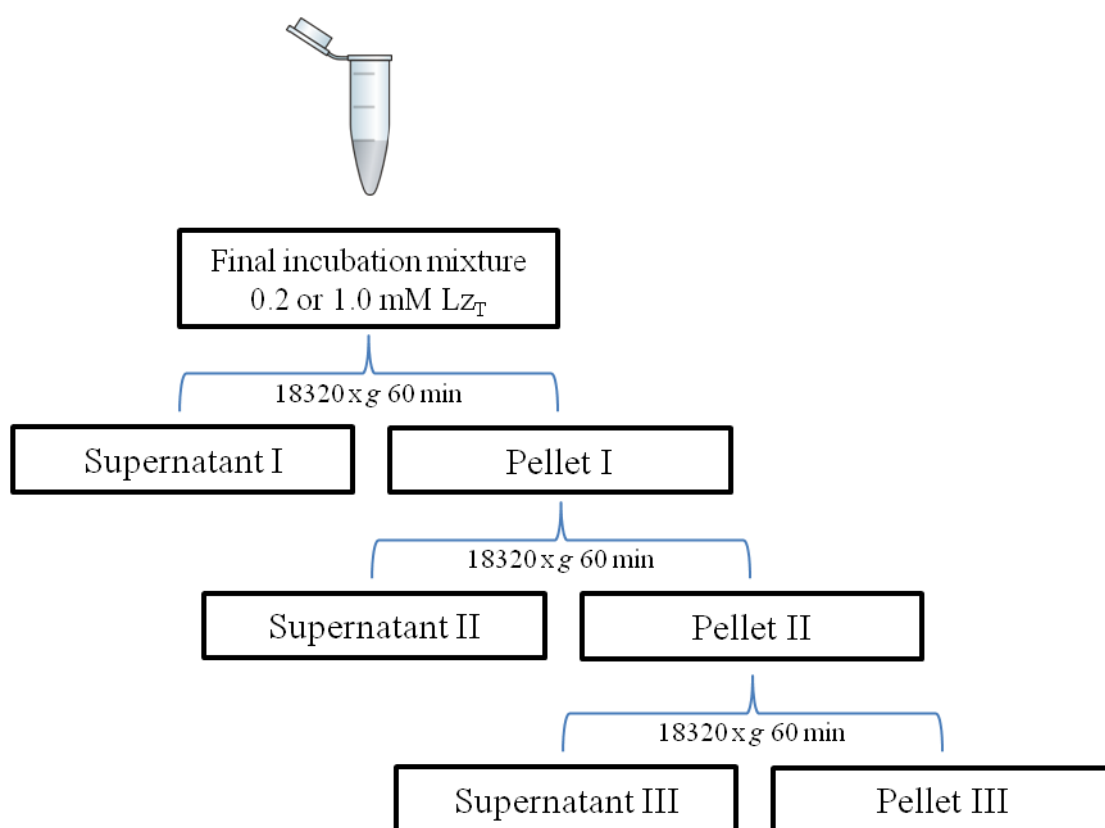 Final incubation mixture
0.2 or 1.0 mM LzT
18320 x g 60 min
Supernatant I
Pellet I
18320 x g 60 min
Supernatant II
Pellet II
18320 x g 60 min
Supernatant III
Pellet III